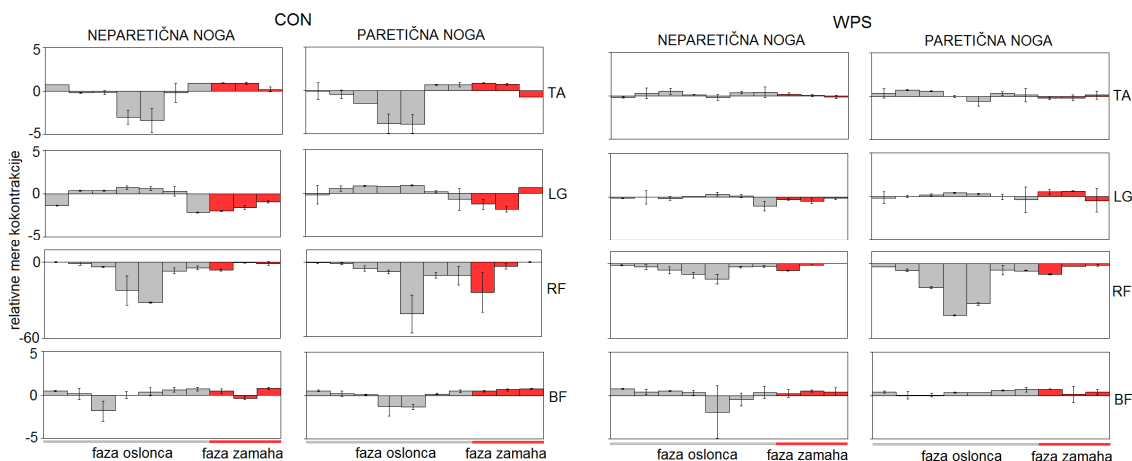 CON
WPS
NEPARETIČNA NOGA
PARETIČNA NOGA
NEPARETIČNA NOGA
PARETIČNA NOGA
relativne mere kokontrakcije
5
0
-5
TA
TA
5
0
-5
LG
LG
0
-60
RF
RF
5
0
-5
BF
BF
faza oslonca
faza zamaha
faza oslonca
faza zamaha
faza oslonca
faza zamaha
faza oslonca
faza zamaha